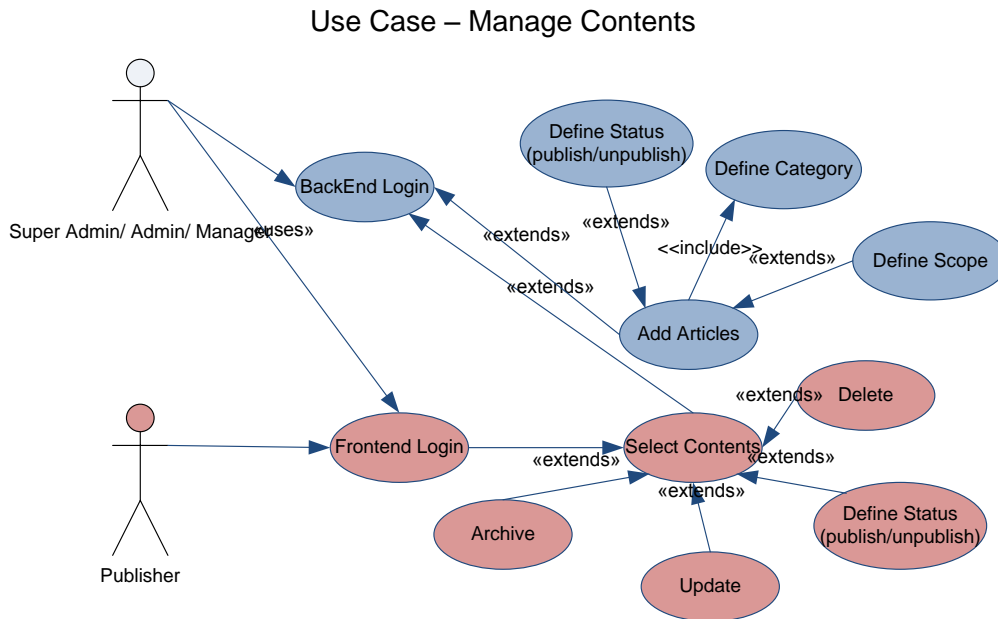 Use Case – Manage Contents
Define Status
(publish/unpublish)
Define Category
BackEnd Login
Super Admin/ Admin/ Manager
«uses»
«extends»
«extends»
<<include>>
«extends»
Define Scope
«extends»
Add Articles
Delete
«extends»
Frontend Login
Select Contents
«extends»
«extends»
«extends»
Define Status
(publish/unpublish)
Archive
Publisher
Update